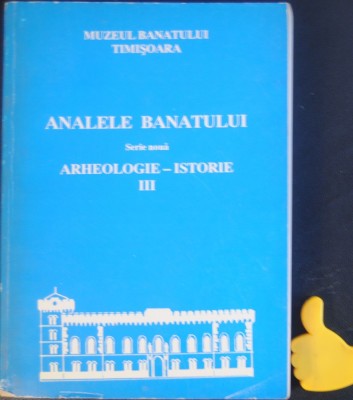 MUZEUL BANATULUI
TIMIŞOARA
ANALELE BANATULUI
Serie nouă
ARHEOLOGIE – ISTORIE
III